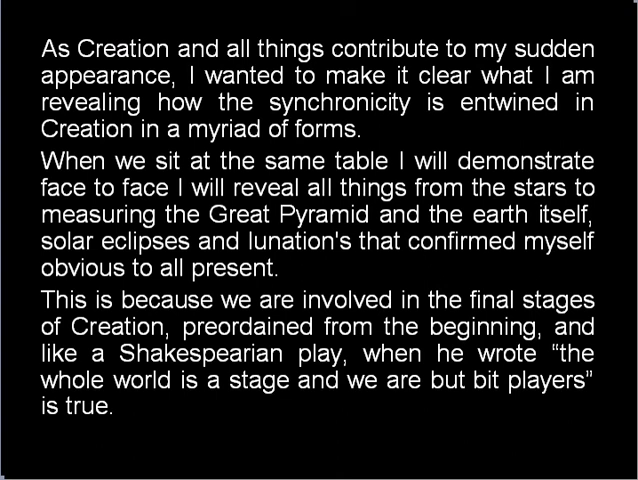 As Creation and all things contribute to my sudden
appearance, I wanted to make it clear what I am
revealing how the synchronicity is entwined in
Creation in a myriad of forms.
When we sit at the same table I will demonstrate
face to face I will reveal all things from the stars to
measuring the Great Pyramid and the earth itself,
solar eclipses and lunation's that confirmed myself
obvious to all present.
This is because we are involved in the final stages
of Creation, preordained from the beginning, and
like a Shakespearian play, when he wrote “the
whole world is a stage and we are but bit players”
is true.